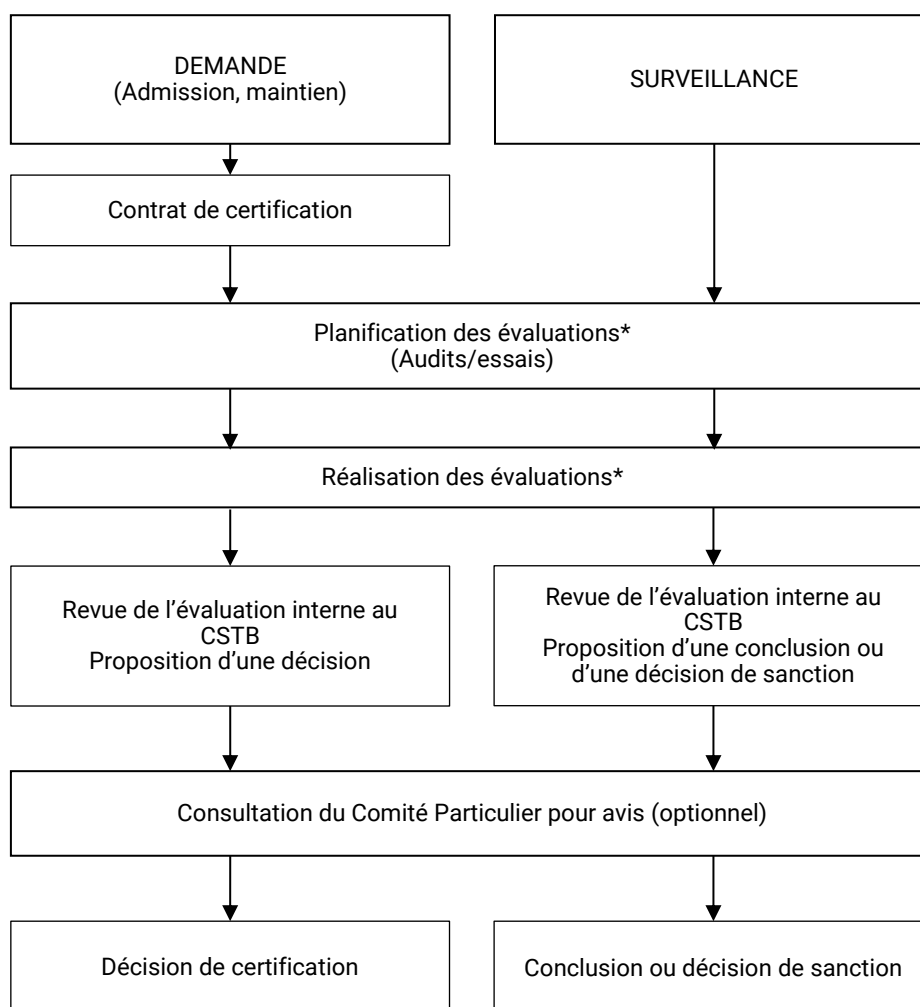 DEMANDE
(Admission, maintien)
SURVEILLANCE
Contrat de certification
Planification des évaluations*
(Audits/essais)
Réalisation des évaluations*
Revue de l’évaluation interne au
CSTB
Proposition d’une décision
Revue de l’évaluation interne au
CSTB
Proposition d’une conclusion ou
d’une décision de sanction
Consultation du Comité Particulier pour avis (optionnel)
Décision de certification
Conclusion ou décision de sanction